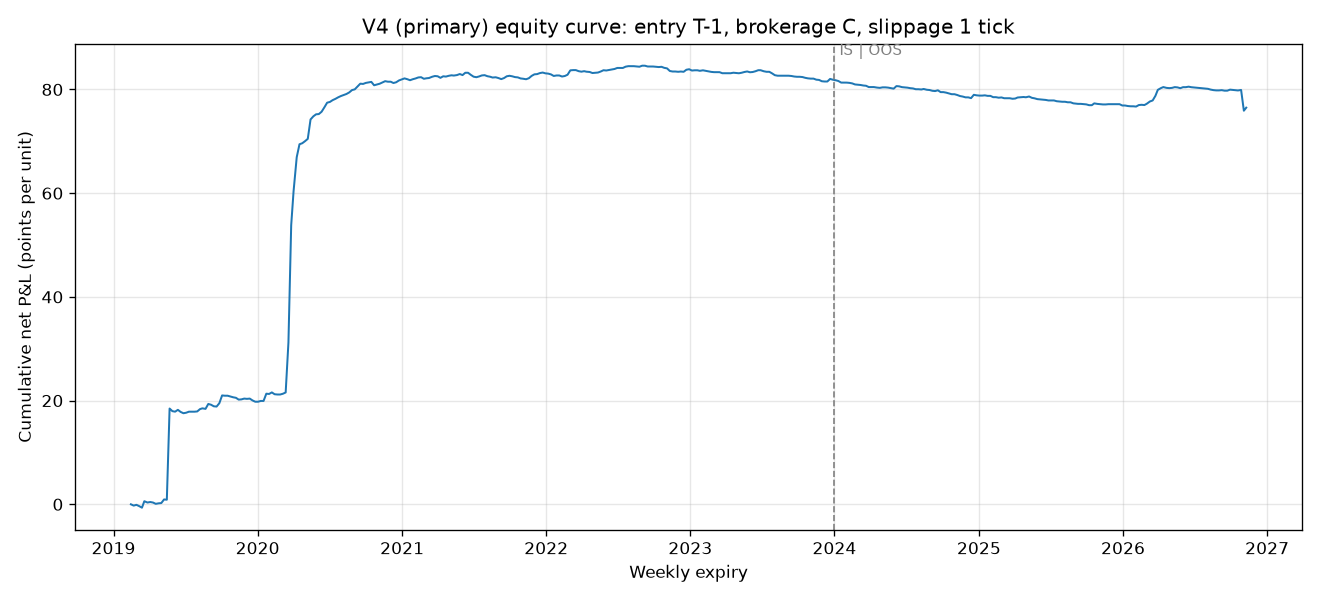 V4 (primary) equity curve: entry T-1, brokerage C, slippage 1 tick
IS | OOS
Cumulative net P&L (points per unit)
80
60
40
20
0
2019 2020 2021 2022 2023 2024 2025 2026 2027
Weekly expiry